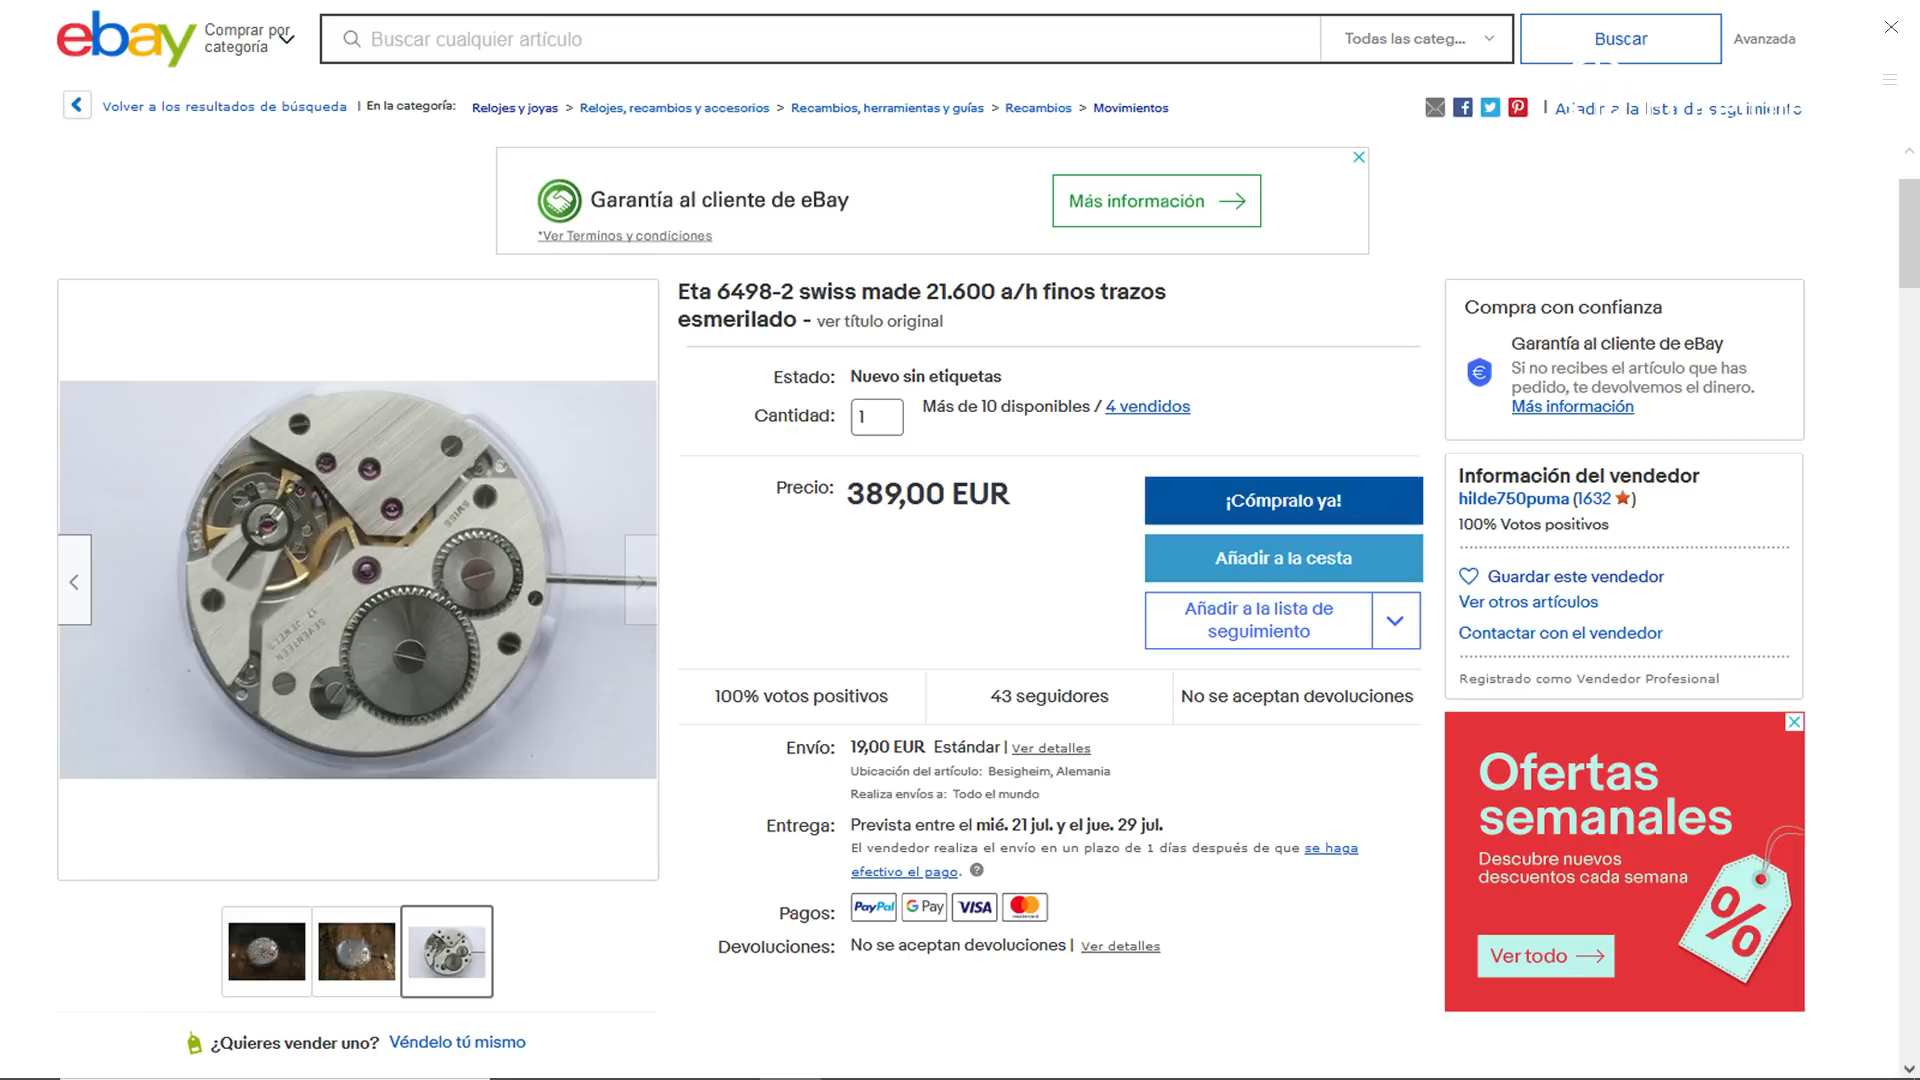 ebay
Comprar por
categoría
Buscar cualquier artículo
Todas las categ...
Buscar
Avanzada
Volver a los resultados de búsqueda
| En la categoría:
Relojes y joyas > Relojes, recambios y accesorios > Recambios, herramientas y guías > Recambios > Movimientos
| Añadir a la lista de seguimiento
Garantía al cliente de eBay
*Ver Terminos y condiciones
Más información
Eta 6498-2 swiss made 21.600 a/h finos trazos
esmerilado - ver título original
Estado: Nuevo sin etiquetas
Cantidad: 1 Más de 10 disponibles / 4 vendidos
Precio: 389,00 EUR
¡Cómpralo ya!
Añadir a la cesta
Añadir a la lista de
seguimiento
100% votos positivos
43 seguidores
No se aceptan devoluciones
Envío: 19,00 EUR Estándar | Ver detalles
Ubicación del artículo: Besigheim, Alemania
Realiza envíos a: Todo el mundo
Entrega: Prevista entre el mié. 21 jul. y el jue. 29 jul.
El vendedor realiza el envío en un plazo de 1 días después de que se haga
efectivo el pago. ?
Pagos: PayPal G Pay VISA mastercard
Devoluciones: No se aceptan devoluciones | Ver detalles
SWISS
SEVENTEEN
17 JEWELS
¿Quieres vender uno? Véndelo tú mismo
Compra con confianza
Garantía al cliente de eBay
Si no recibes el artículo que has
pedido, te devolvemos el dinero.
Más información
Información del vendedor
hilde750puma (1632)
100% Votos positivos
Guardar este vendedor
Ver otros artículos
Contactar con el vendedor
Registrado como Vendedor Profesional
Ofertas
semanales
Descubre nuevos
descuentos cada semana
Ver todo
%